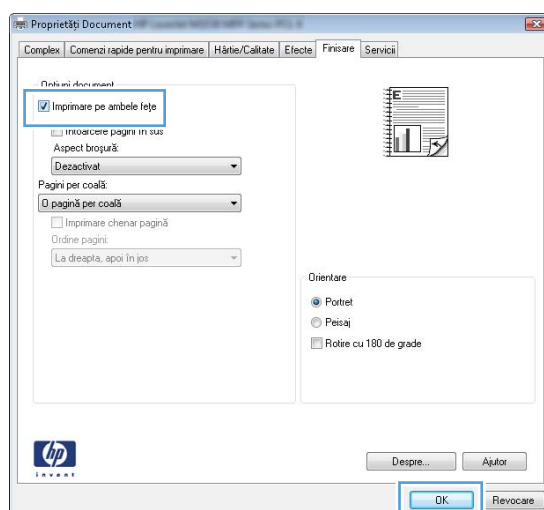 Proprietăți Document
Complex Comenzi rapide pentru imprimare Hârtie/Calitate Efecte Finisare Servicii
Opțiuni document
Imprimare pe ambele fețe
Întoarcere pagini în sus
Aspect broșură:
Dezactivat
Pagini per coală:
O pagină per coală
Imprimare chenar pagină
Ordine pagini:
La dreapta, apoi în jos
E
Orientare
Portret
Peisaj
Rotire cu 180 de grade
hp
invent
Despre... Ajutor
OK Revocare